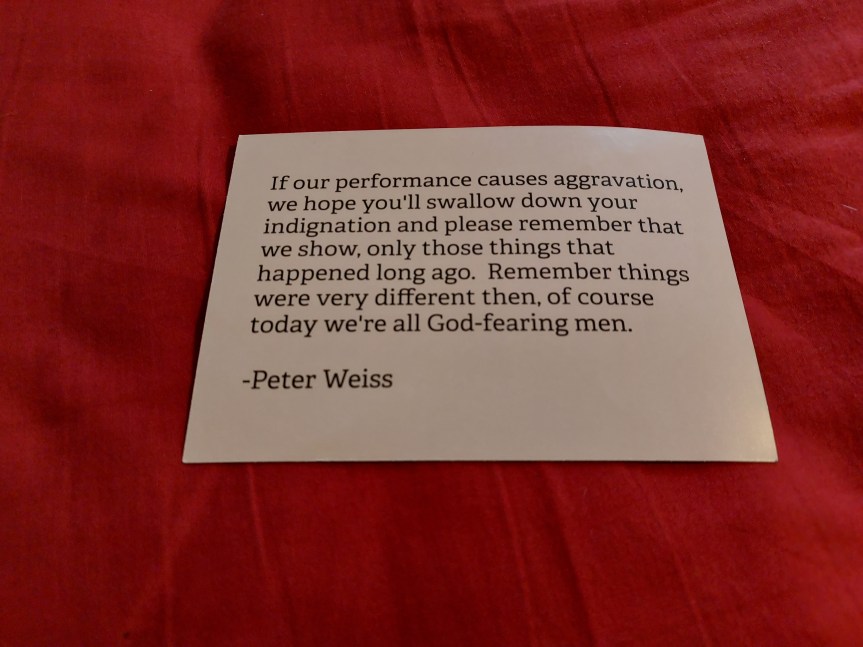 If our performance causes aggravation,
we hope you'll swallow down your
indignation and please remember that
we show, only those things that
happened long ago.  Remember things
were very different then, of course
today we're all God-fearing men.
-Peter Weiss